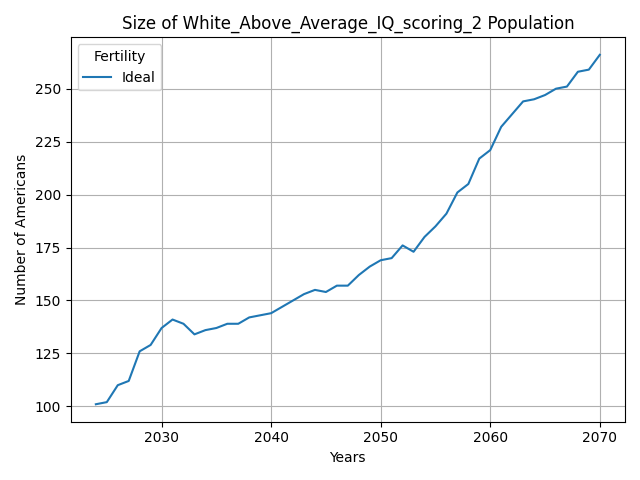 Size of White_Above_Average_IQ_scoring_2 Population
Fertility
Ideal
Number of Americans
250
225
200
175
150
125
100
2030 2040 2050 2060 2070
Years